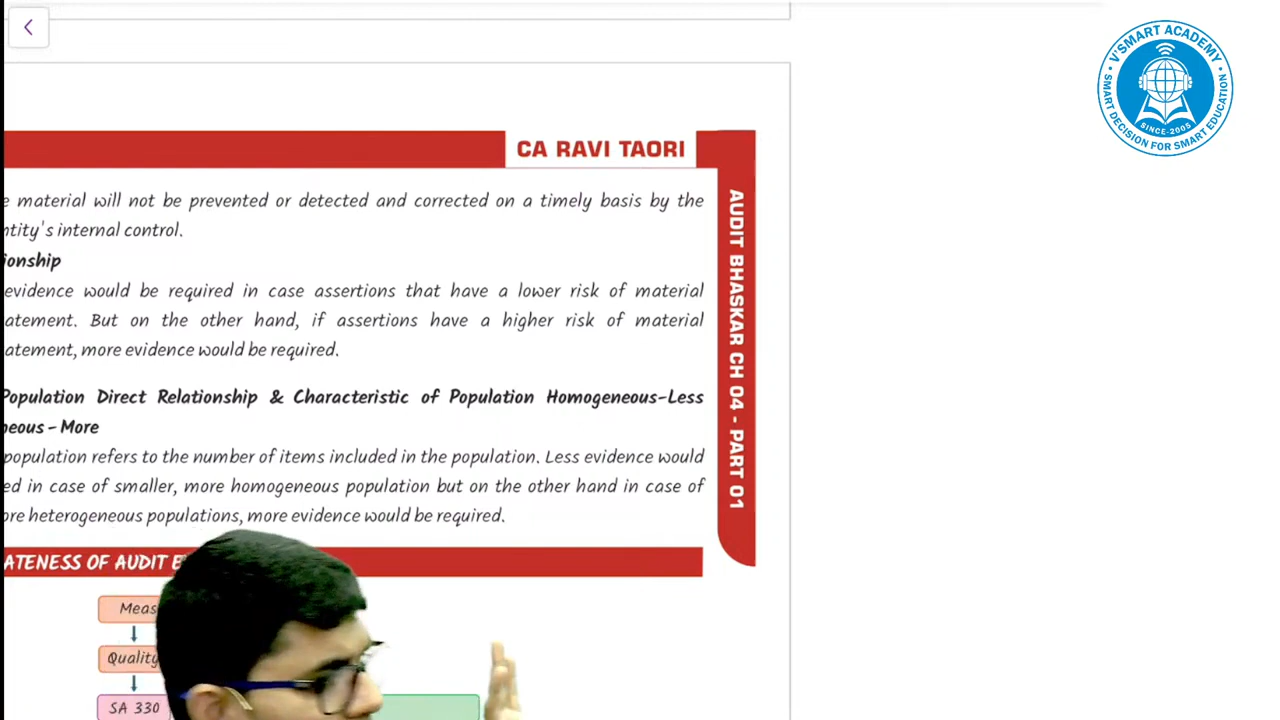 V'SMART ACADEMY
SINCE-2005
SMART DECISION FOR SMART EDUCATION
CA RAVI TAORI
AUDIT BHASKAR CH 04 - PART 01
e material will not be prevented or detected and corrected on a timely basis by the
ntity's internal control.
ionship
evidence would be required in case assertions that have a lower risk of material
atement. But on the other hand, if assertions have a higher risk of material
atement, more evidence would be required.
Population Direct Relationship & Characteristic of Population Homogeneous-Less
neous - More
population refers to the number of items included in the population. Less evidence would
ed in case of smaller, more homogeneous population but on the other hand in case of
ore heterogeneous populations, more evidence would be required.
ATENESS OF AUDIT E
Meas
Quality
SA 330